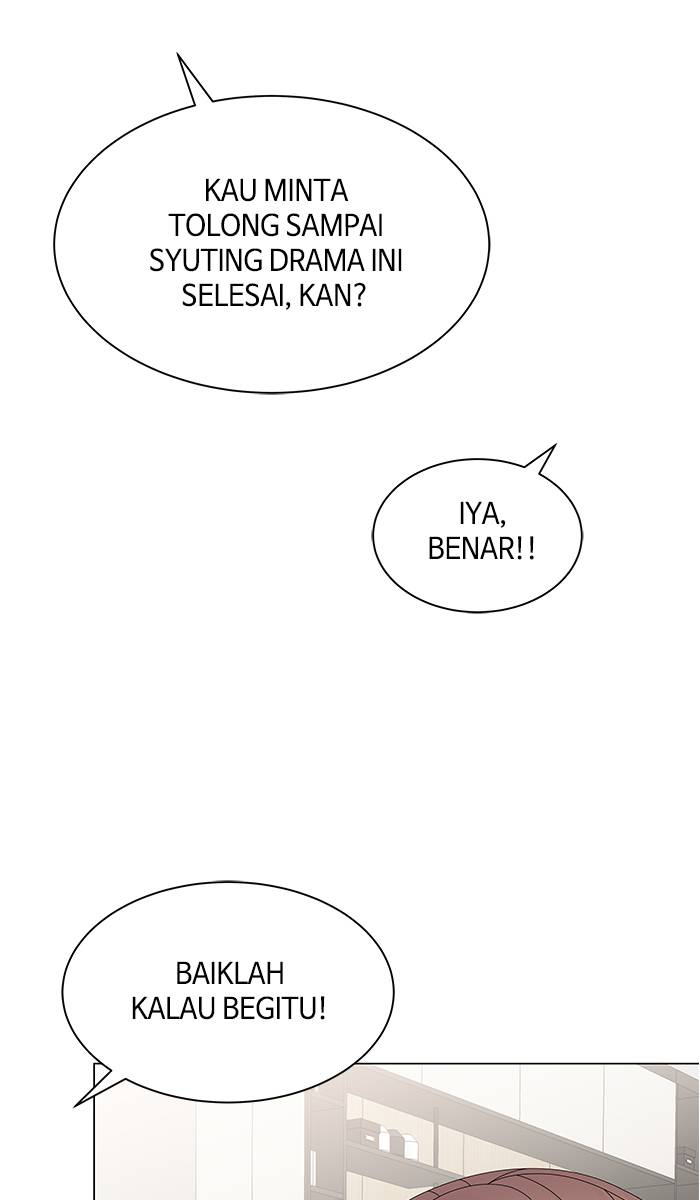 KAU MINTA
TOLONG SAMPAI
SYUTING DRAMA INI
SELESAI, KAN?
IYA,
BENAR!!
BAIKLAH
KALAU BEGITU!